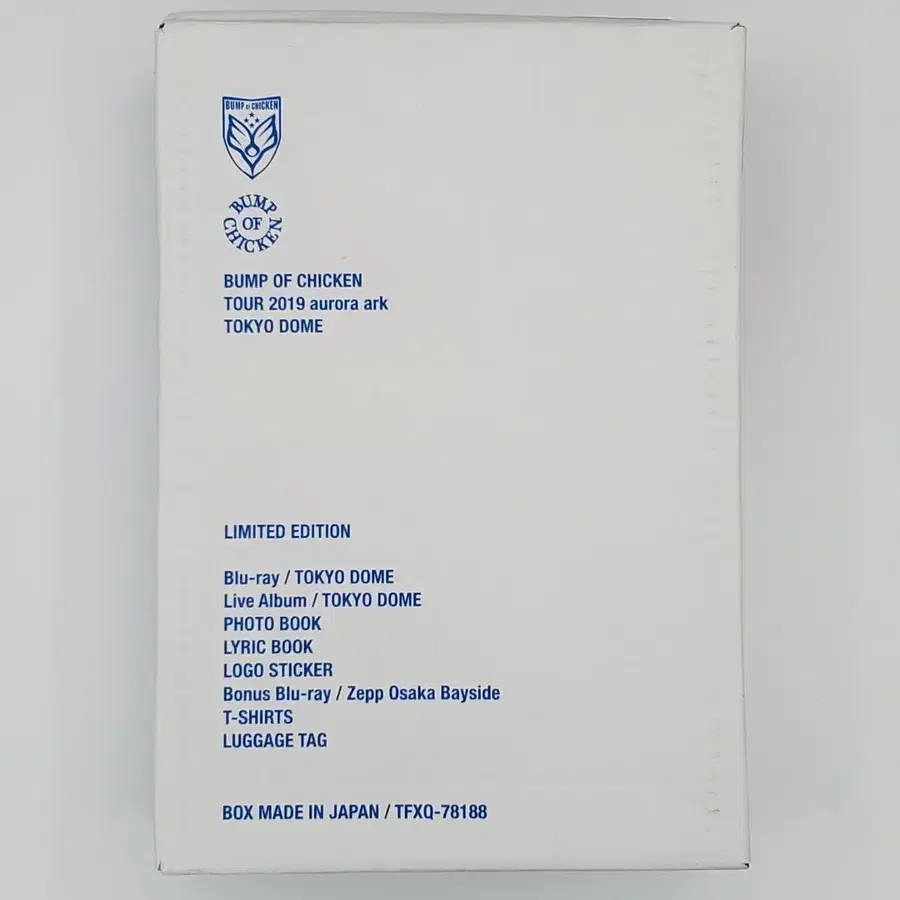 BUMP of CHICKEN
BUMP
OF
CHICKEN
BUMP OF CHICKEN
TOUR 2019 aurora ark
TOKYO DOME
LIMITED EDITION
Blu-ray / TOKYO DOME
Live Album / TOKYO DOME
PHOTO BOOK
LYRIC BOOK
LOGO STICKER
Bonus Blu-ray / Zepp Osaka Bayside
T-SHIRTS
LUGGAGE TAG
BOX MADE IN JAPAN / TFXQ-78188